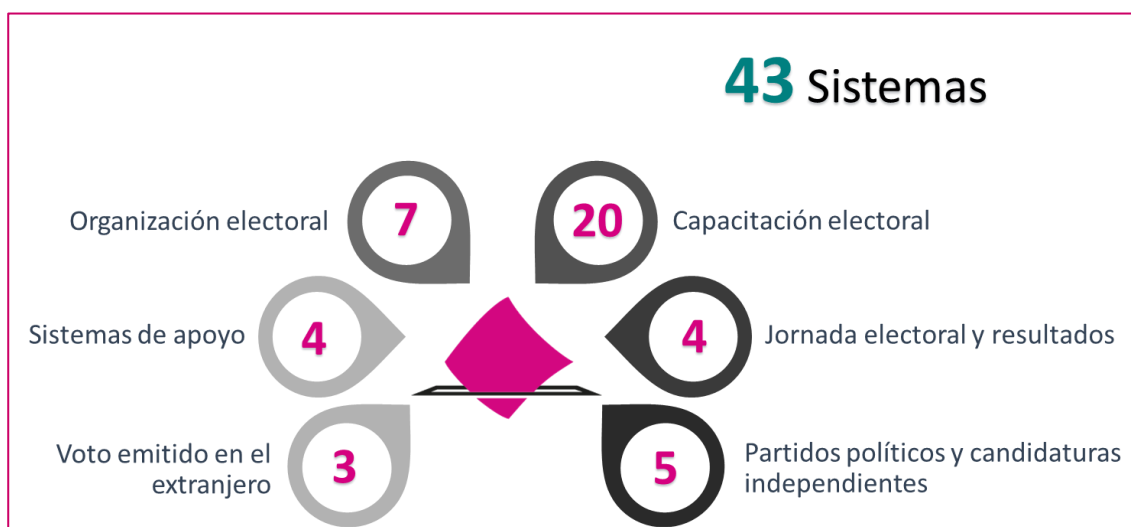 43 Sistemas
Organización electoral
7
20
Capacitación electoral
Sistemas de apoyo
4
4
Jornada electoral y resultados
Voto emitido en el
extranjero
3
5
Partidos políticos y candidaturas
independientes